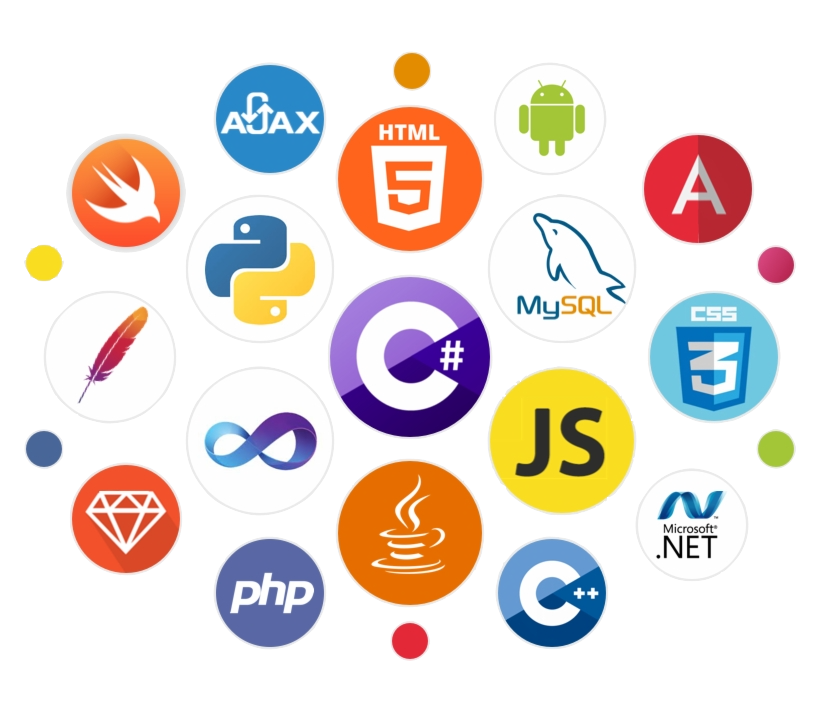 AJAX
HTML
5
A
MySQL
C#
CSS
3
JS
Microsoft®
.NET
php
C++